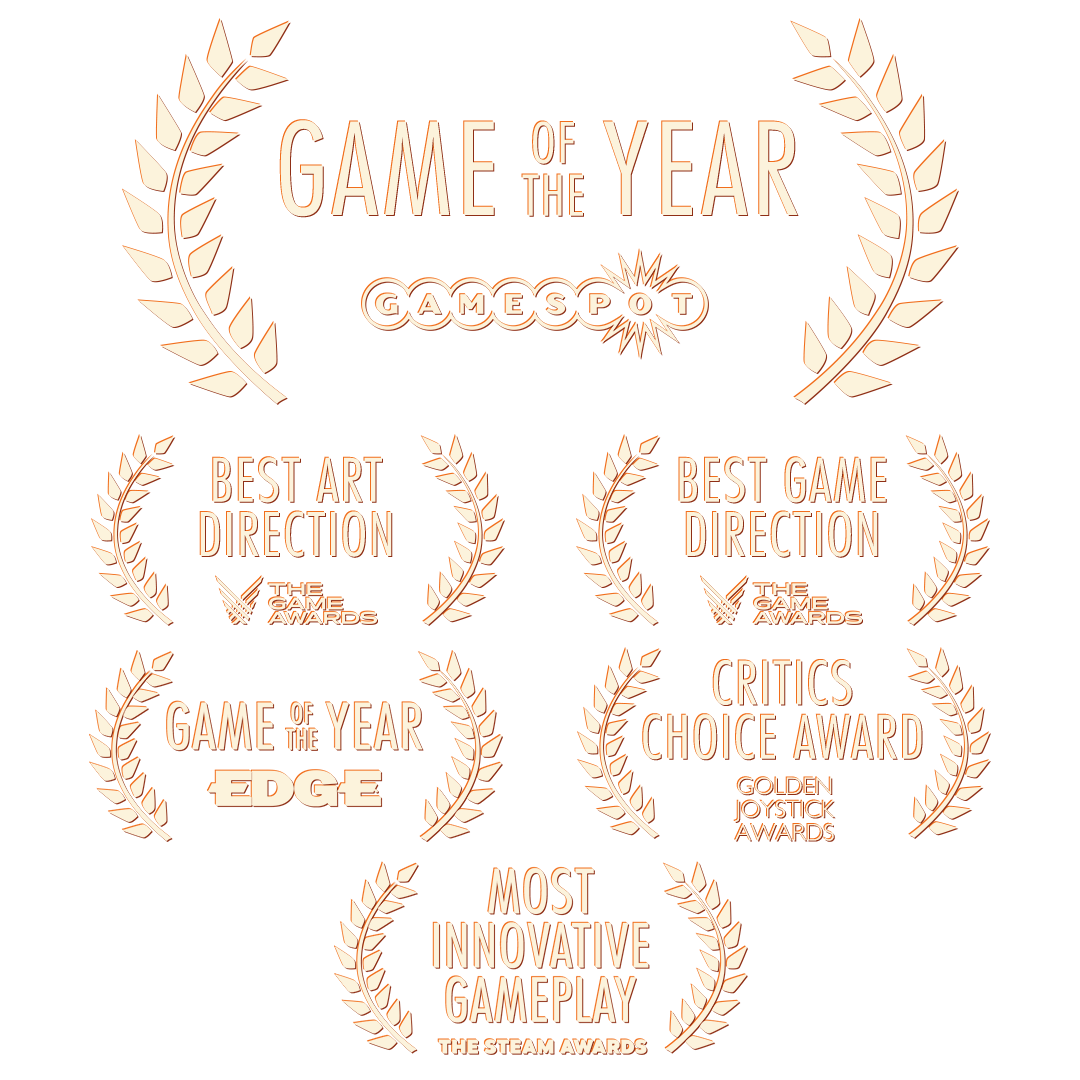 GAME OF THE YEAR
GAMESPOT
BEST ART
DIRECTION
THE
GAME
AWARDS
BEST GAME
DIRECTION
THE
GAME
AWARDS
GAME OF THE YEAR
EDGE
CRITICS
CHOICE AWARD
GOLDEN
JOYSTICK
AWARDS
MOST
INNOVATIVE
GAMEPLAY
THE STEAM AWARDS